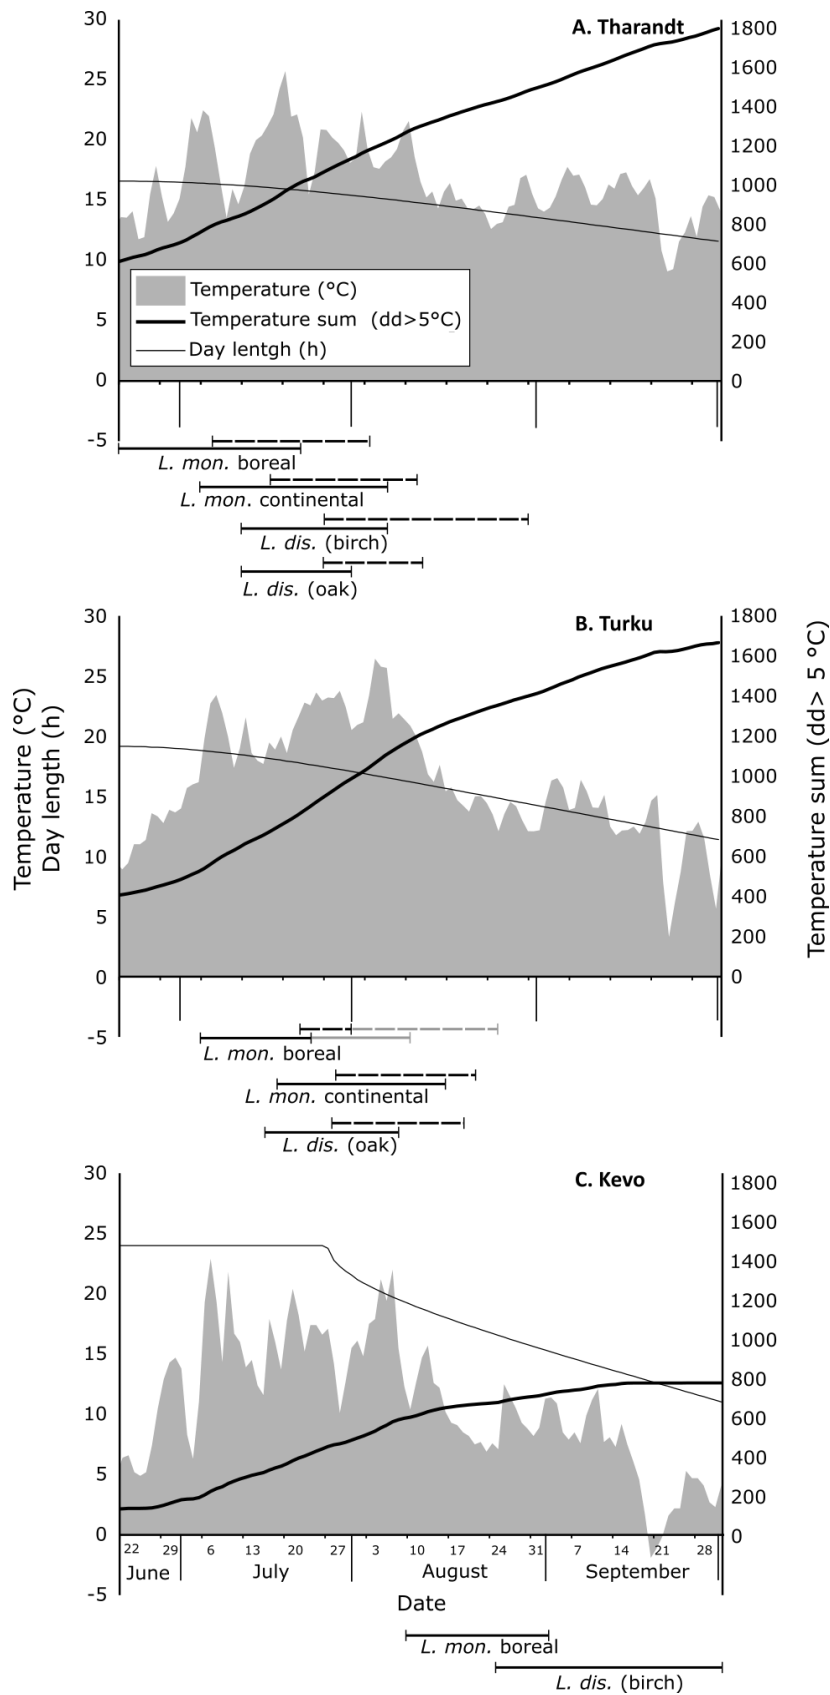 A. Tharandt
30
25
20
15
10
5
0
-5
1800
1600
1400
1200
1000
800
600
400
200
0
Temperature (°C)
Temperature sum (dd>5°C)
Day lentgh (h)
L. mon. boreal
L. mon. continental
L. dis. (birch)
L. dis. (oak)
B. Turku
30
25
20
15
10
5
0
-5
1800
1600
1400
1200
1000
800
600
400
200
0
Temperature (°C)
Day length (h)
Temperature sum (dd> 5 °C)
L. mon. boreal
L. mon. continental
L. dis. (oak)
C. Kevo
30
25
20
15
10
5
0
-5
1800
1600
1400
1200
1000
800
600
400
200
0
22 29 6 13 20 27 3 10 17 24 31 7 14 21 28
June July August September
Date
L. mon. boreal
L. dis. (birch)